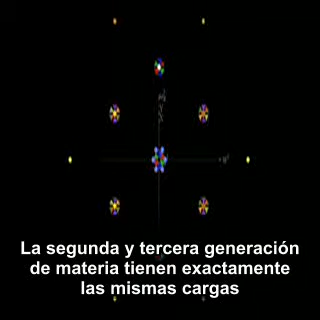 La segunda y tercera generación
de materia tienen exactamente
las mismas cargas